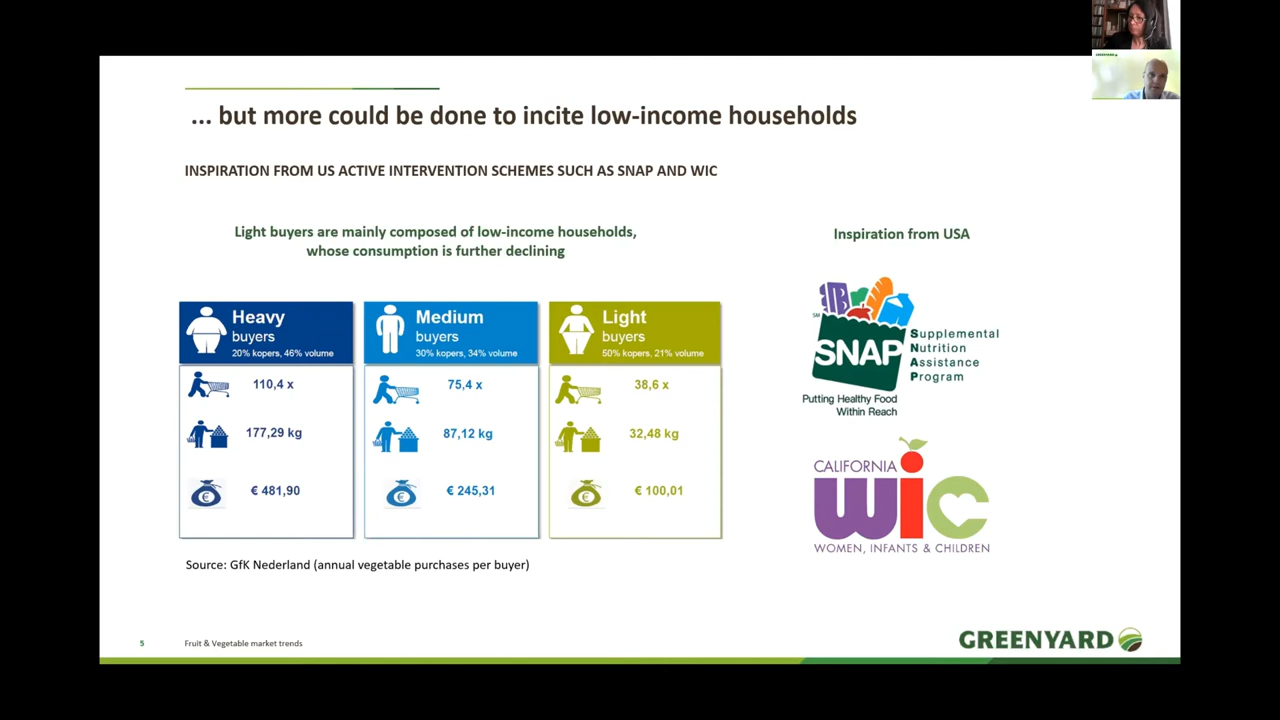 ... but more could be done to incite low-income households
INSPIRATION FROM US ACTIVE INTERVENTION SCHEMES SUCH AS SNAP AND WIC
Light buyers are mainly composed of low-income households,
whose consumption is further declining
Heavy
buyers
20% kopers, 46% volume
110,4 x
177,29 kg
€ 481,90
Medium
buyers
30% kopers, 34% volume
75,4 x
87,12 kg
€ 245,31
Light
buyers
50% kopers, 21% volume
38,6 x
32,48 kg
€ 100,01
Source: GfK Nederland (annual vegetable purchases per buyer)
Inspiration from USA
SM
SNAP
Supplemental
Nutrition
Assistance
Program
Putting Healthy Food
Within Reach
CALIFORNIA
wic
WOMEN, INFANTS & CHILDREN
5
Fruit & Vegetable market trends
GREENYARD